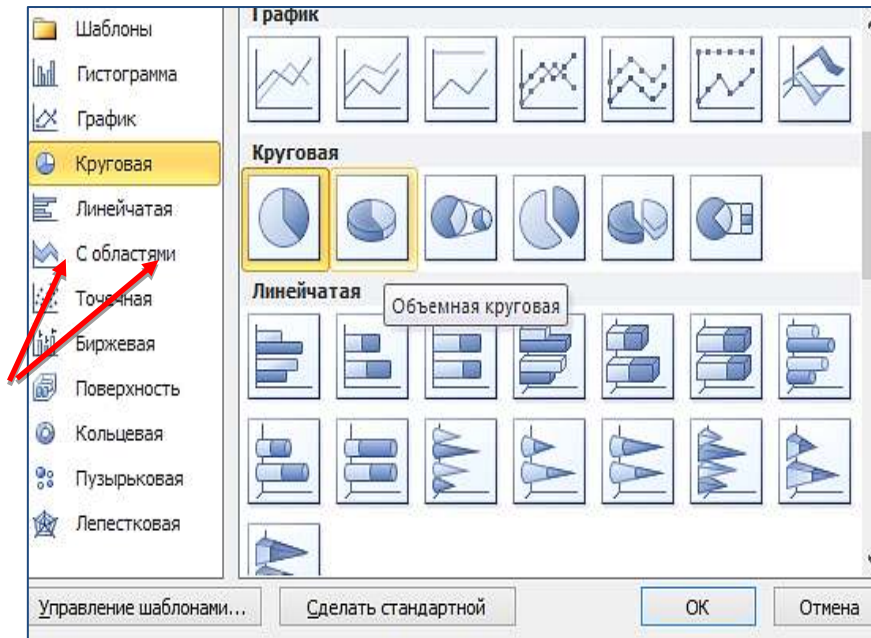 Шаблоны
Гистограмма
График
Круговая
Линейчатая
С областями
Точечная
Биржевая
Поверхность
Кольцевая
Пузырьковая
Лепестковая
График
Круговая
Линейчатая
Объемная круговая
Управление шаблонами...
Сделать стандартной
ОК
Отмена